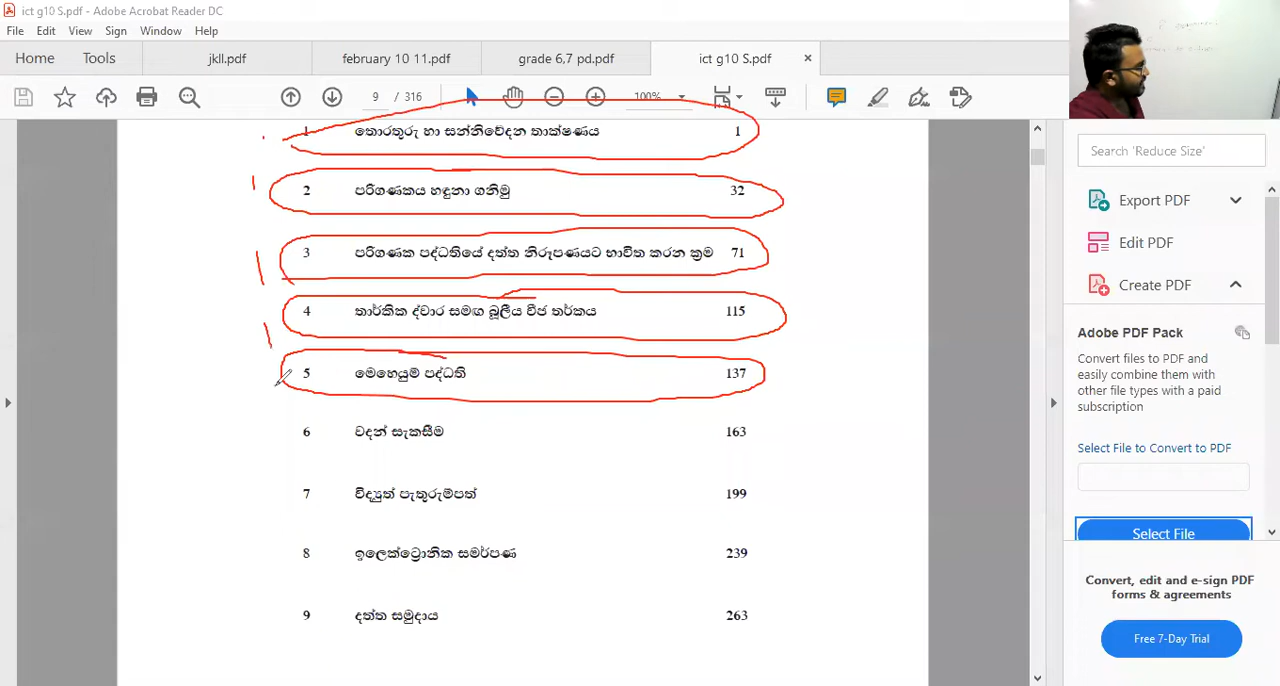 ict g10 S.pdf - Adobe Acrobat Reader DC
File Edit View Sign Window Help
Home Tools jkll.pdf february 10 11.pdf grade 6,7 pd.pdf ict g10 S.pdf ×
9 / 316 100%
1 තොරතුරු හා සන්නිවේදන තාක්ෂණය 1
2 පරිගණකය හඳුනා ගනිමු 32
3 පරිගණක පද්ධතියේ දත්ත නිරූපණයට භාවිත කරන ක්‍රම 71
4 තාර්කික ද්වාර සමඟ බූලීය වීජ තර්කය 115
5 මෙහෙයුම් පද්ධති 137
6 වදන් සැකසීම 163
7 විද්‍යුත් පැතුරුම්පත් 199
8 ඉලෙක්ට්‍රොනික සමර්පණ 239
9 දත්ත සමුදාය 263
Search 'Reduce Size'
Export PDF
Edit PDF
Create PDF
Adobe PDF Pack
Convert files to PDF and
easily combine them with
other file types with a paid
subscription
Select File to Convert to PDF
Select File
Convert, edit and e-sign PDF
forms & agreements
Free 7-Day Trial